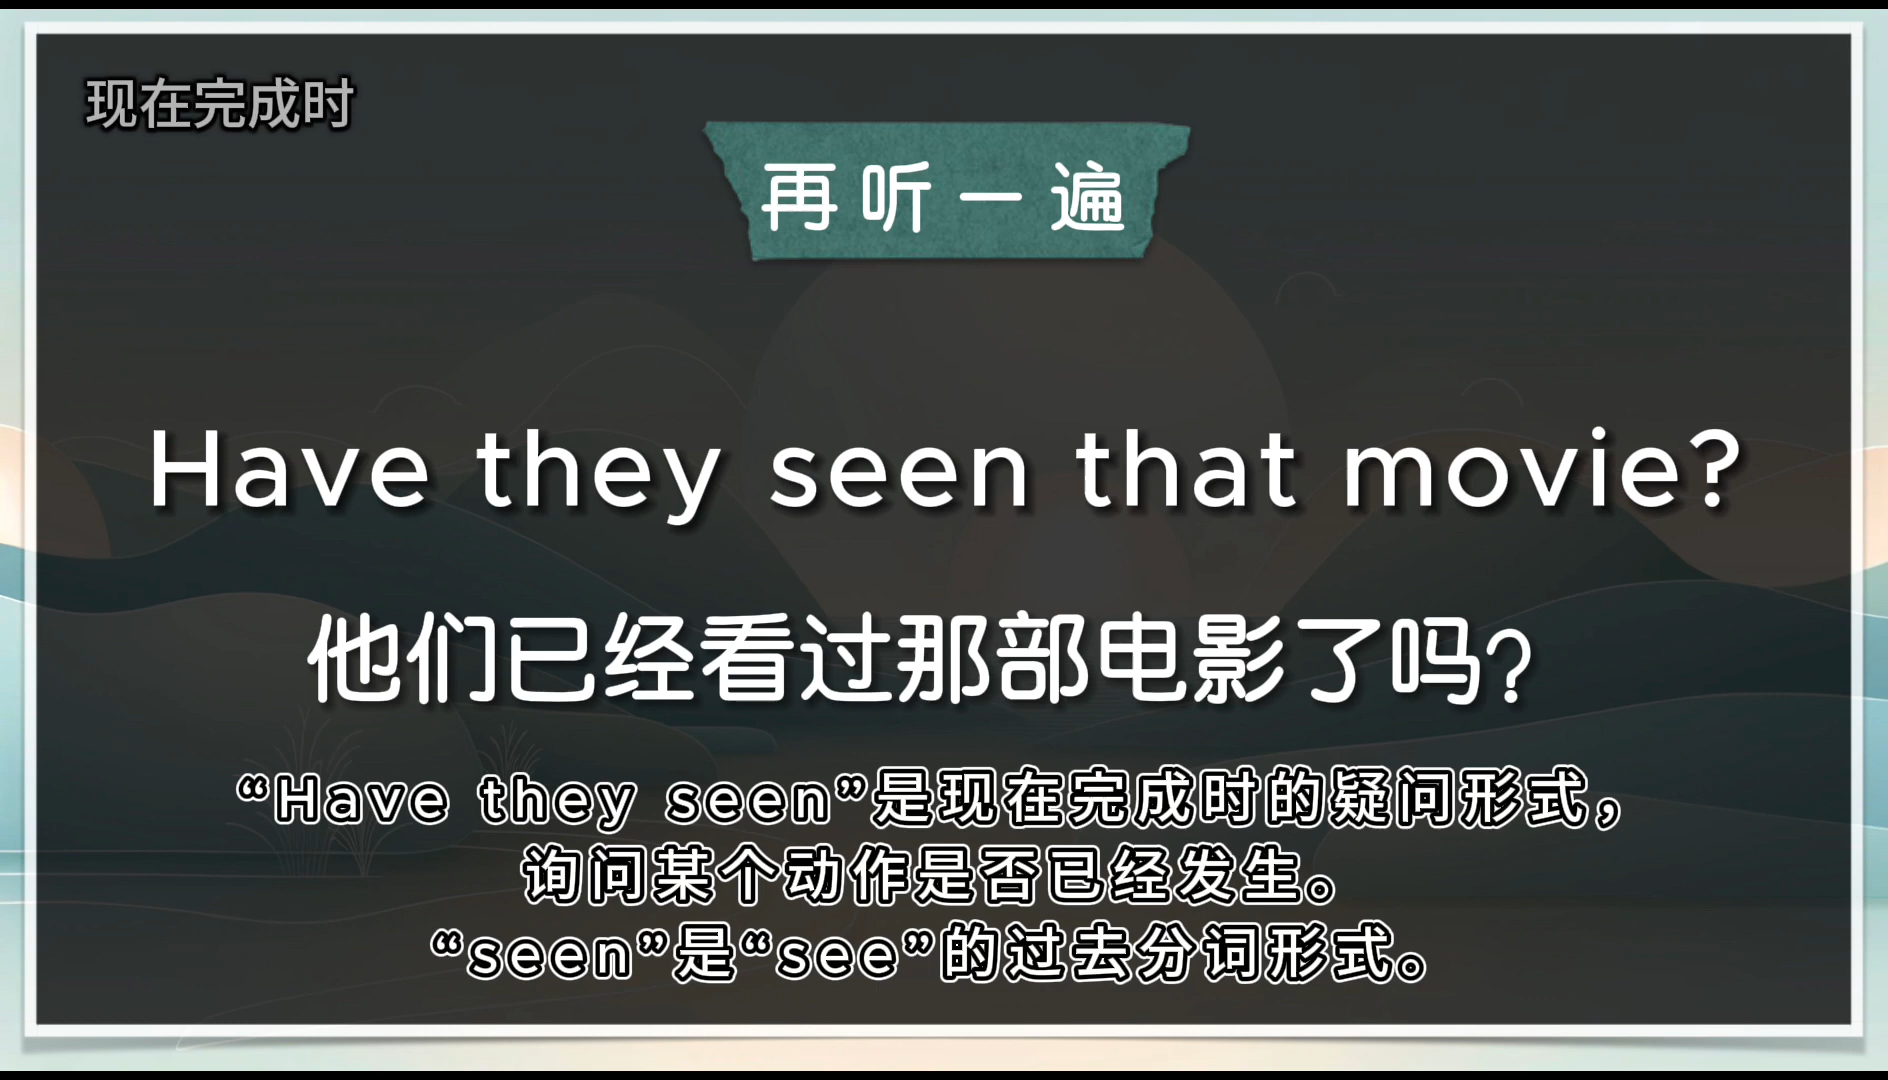 现在完成时
再听一遍
Have they seen that movie?
他们已经看过那部电影了吗?
“Have they seen”是现在完成时的疑问形式，
询问某个动作是否已经发生。
“seen”是“see”的过去分词形式。